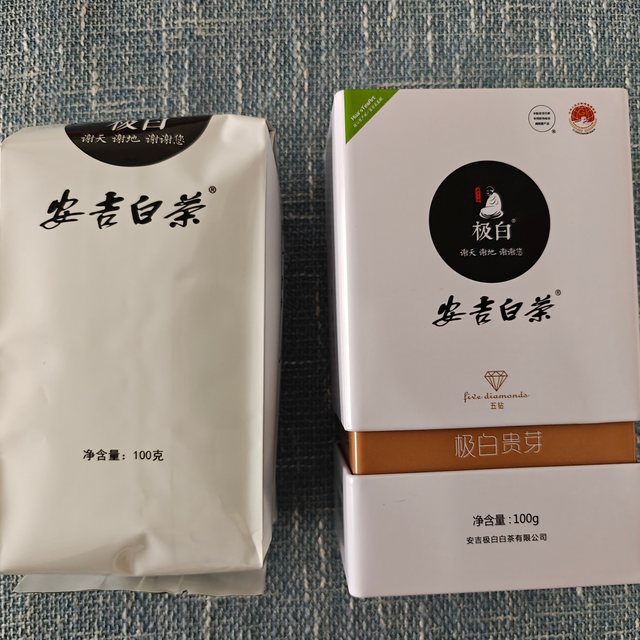 极白
谢天 谢地 谢谢您
安吉白茶®
净含量：100克
极白®
谢天 谢地 谢谢您
安吉白茶®
five diamonds
五钻
极白贵芽
净含量：100g
安吉极白白茶有限公司